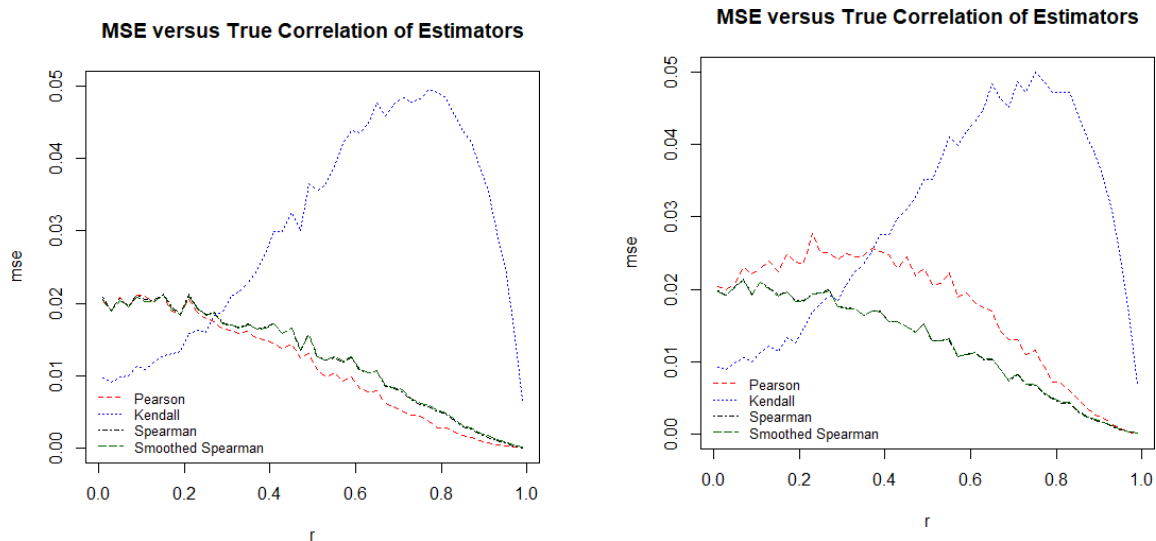 MSE versus True Correlation of Estimators
mse
0.05
0.04
0.03
0.02
0.01
0.00
Pearson
Kendall
Spearman
Smoothed Spearman
0.0 0.2 0.4 0.6 0.8 1.0
r
MSE versus True Correlation of Estimators
mse
0.05
0.04
0.03
0.02
0.01
0.00
Pearson
Kendall
Spearman
Smoothed Spearman
0.0 0.2 0.4 0.6 0.8 1.0
r